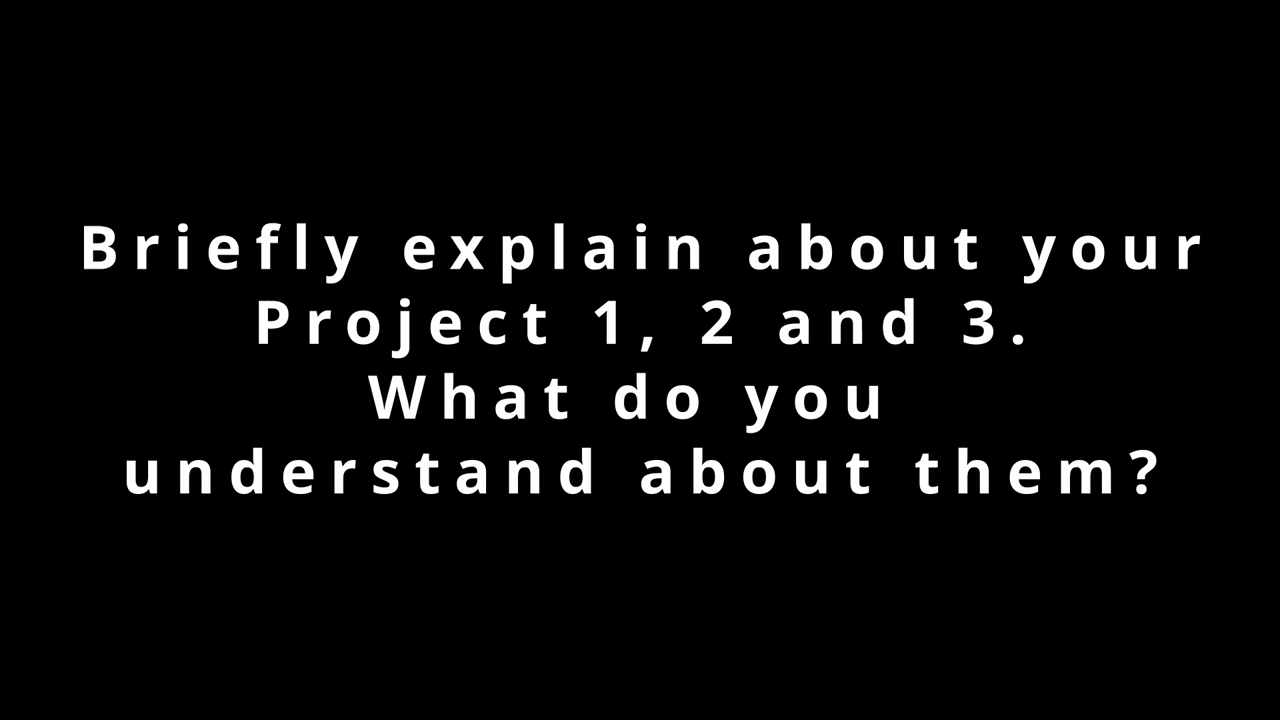 Briefly explain about your
Project 1, 2 and 3.
What do you
understand about them?